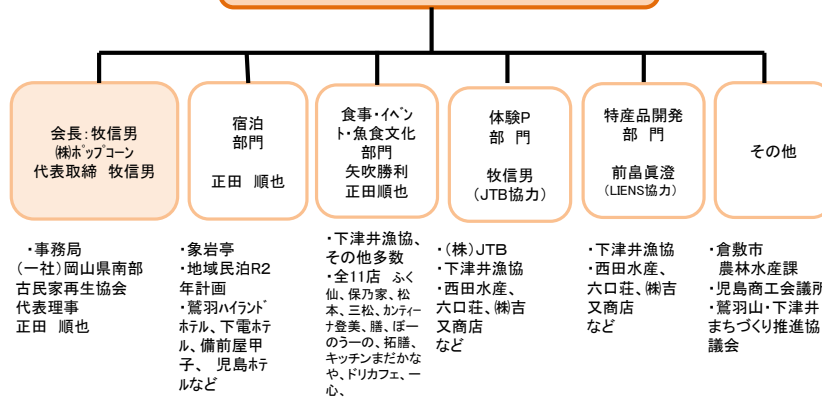 会長：牧信男
㈱ﾎﾟｯﾌﾟコーン
代表取締 牧信男
宿泊
部門
正田　順也
食事・ｲﾍﾞﾝ
ト・魚食文化
部門
矢吹勝利
正田順也
体験P
部　門
牧信男
(JTB協力)
特産品開発
部　門
前畠眞澄
(LIENS協力)
その他
・事務局
(一社)岡山県南部
古民家再生協会
代表理事
正田　順也
・象岩亭
・地域民泊R2
年計画
・鷲羽ﾊｲﾗﾝﾄﾞ
ホテル、下電ホテ
ル、備前屋甲
子、 児島ホテ
ルなど
・下津井漁協、
その他多数
・全11店　ふく
仙、保乃家、松
本、三松、ｶﾝﾃｨｰ
ﾅ登美、膳、ぼー
のうーの、拓膳、
キッチンまだかな
や、ドリカフェ、一
心、
・(株)JTB
・下津井漁協
・西田水産、
六口荘、㈱吉
又商店
など
・下津井漁協
・西田水産、
六口荘、㈱吉
又商店
など
・倉敷市
農林水産課
・児島商工会議所
・鷲羽山・下津井
まちづくり推進協
議会